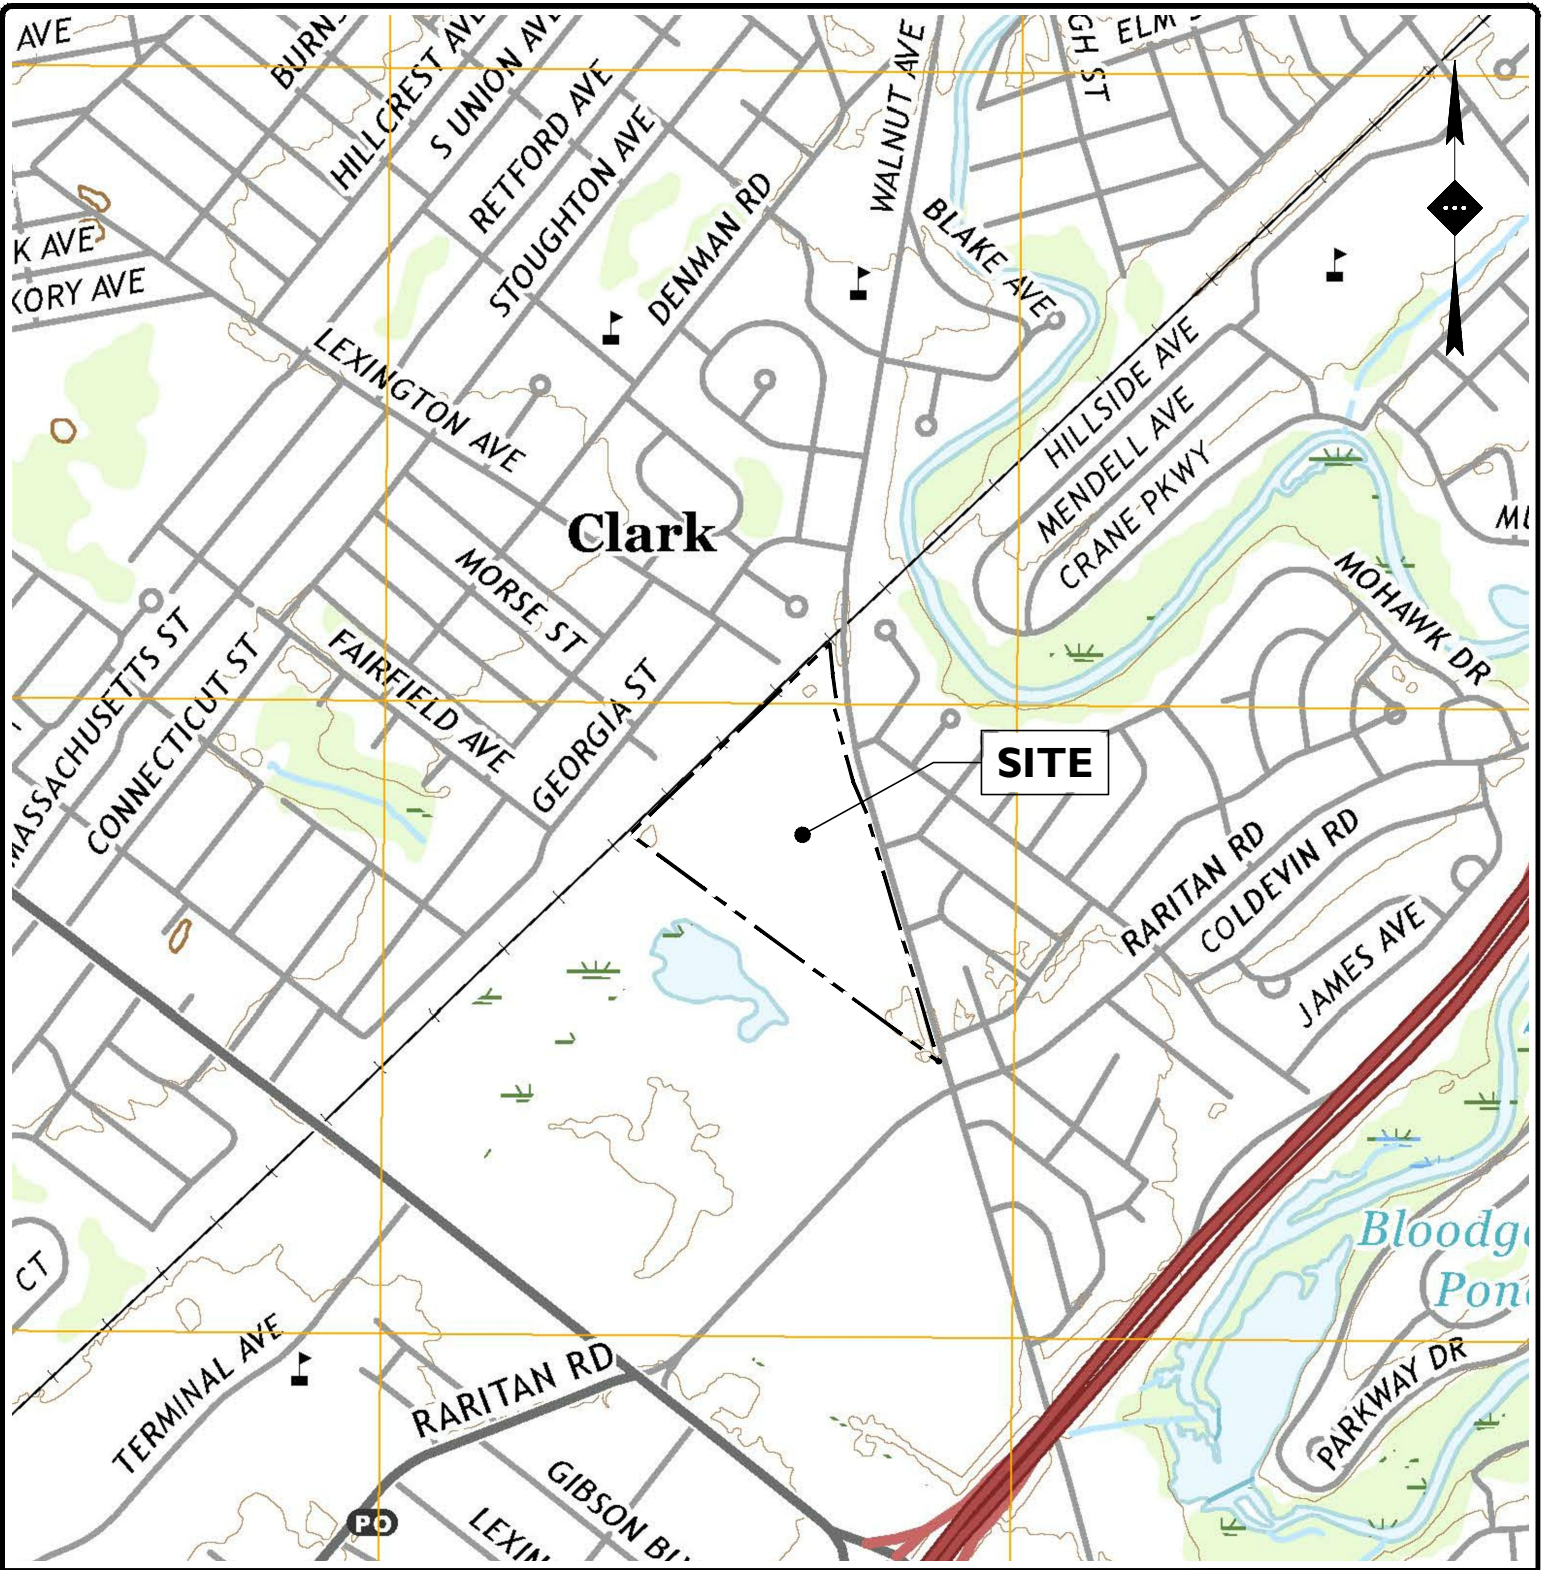 AVE
HILLCREST AVE
S UNION AVE
RETFORD AVE
STOUGHTON AVE
WALNUT AVE
ELM
DENMAN RD
BLAKE AVE
K AVE
KORY AVE
LEXINGTON AVE
HILLSIDE AVE
MENDELL AVE
CRANE PKWY
Clark
MORSE ST
MOHAWK DR
MASSACHUSETTS ST
CONNECTICUT ST
FAIRFIELD AVE
GEORGIA ST
SITE
RARITAN RD
COLDEVIN RD
JAMES AVE
CT
TERMINAL AVE
RARITAN RD
PARKWAY DR
GIBSON
PO